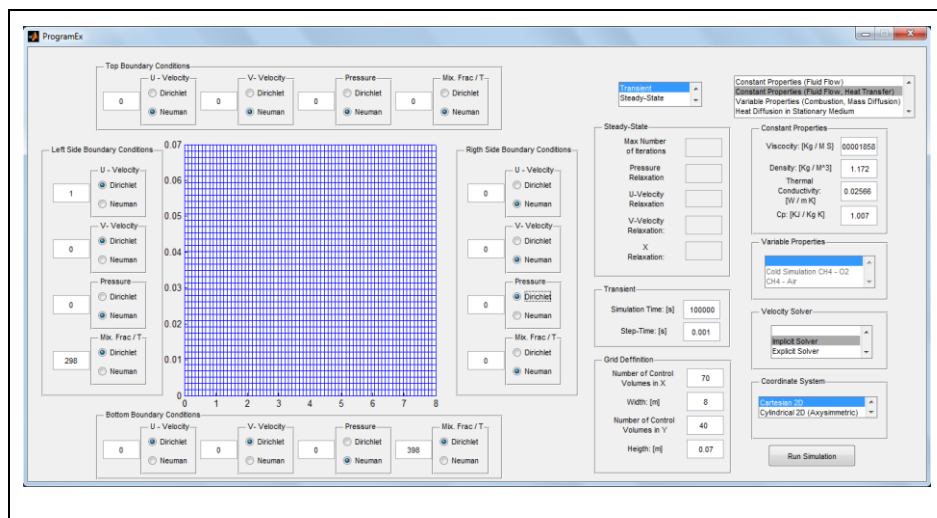 ProgramEx
Top Boundary Conditions
U - Velocity
0
Dirichlet
Neuman
V- Velocity
0
Dirichlet
Neuman
Pressure
0
Dirichlet
Neuman
Mix. Frac / T
0
Dirichlet
Neuman
Left Side Boundary Conditions
U - Velocity
1
Dirichlet
Neuman
V- Velocity
0
Dirichlet
Neuman
Pressure
0
Dirichlet
Neuman
Mix. Frac / T
298
Dirichlet
Neuman
0.07
0.06
0.05
0.04
0.03
0.02
0.01
0
0 1 2 3 4 5 6 7 8
Rigth Side Boundary Conditions
U - Velocity
0
Dirichlet
Neuman
V- Velocity
0
Dirichlet
Neuman
Pressure
0
Dirichlet
Neuman
Mix. Frac / T
0
Dirichlet
Neuman
Bottom Boundary Conditions
U - Velocity
0
Dirichlet
Neuman
V- Velocity
0
Dirichlet
Neuman
Pressure
0
Dirichlet
Neuman
Mix. Frac / T
398
Dirichlet
Neuman
Transient
Steady-State
Constant Properties (Fluid Flow)
Constant Properties (Fluid Flow, Heat Transfer)
Variable Properties (Combustion, Mass Diffusion)
Heat Diffusion in Stationary Medium
Steady-State
Max Number
of Iterations
Pressure
Relaxation
U-Velocity
Relaxation
V-Velocity
Relaxation:
X
Relaxation:
Transient
Simulation Time: [s] 100000
Step-Time: [s] 0.001
Grid Deffinition
Number of Control
Volumes in X
70
Width: [m] 8
Number of Control
Volumes in Y
40
Heigth: [m] 0.07
Constant Properties
Viscocity: [Kg / M S] 00001858
Density: [Kg / M^3] 1.172
Thermal
Conductivity:
[W / m K]
0.02566
Cp: [KJ / Kg K] 1.007
Variable Properties
Cold Simulation CH4 - O2
CH4 - Air
Velocity Solver
Implicit Solver
Explicit Solver
Coordinate System
Cartesian 2D
Cylindrical 2D (Axysimmetric)
Run Simulation